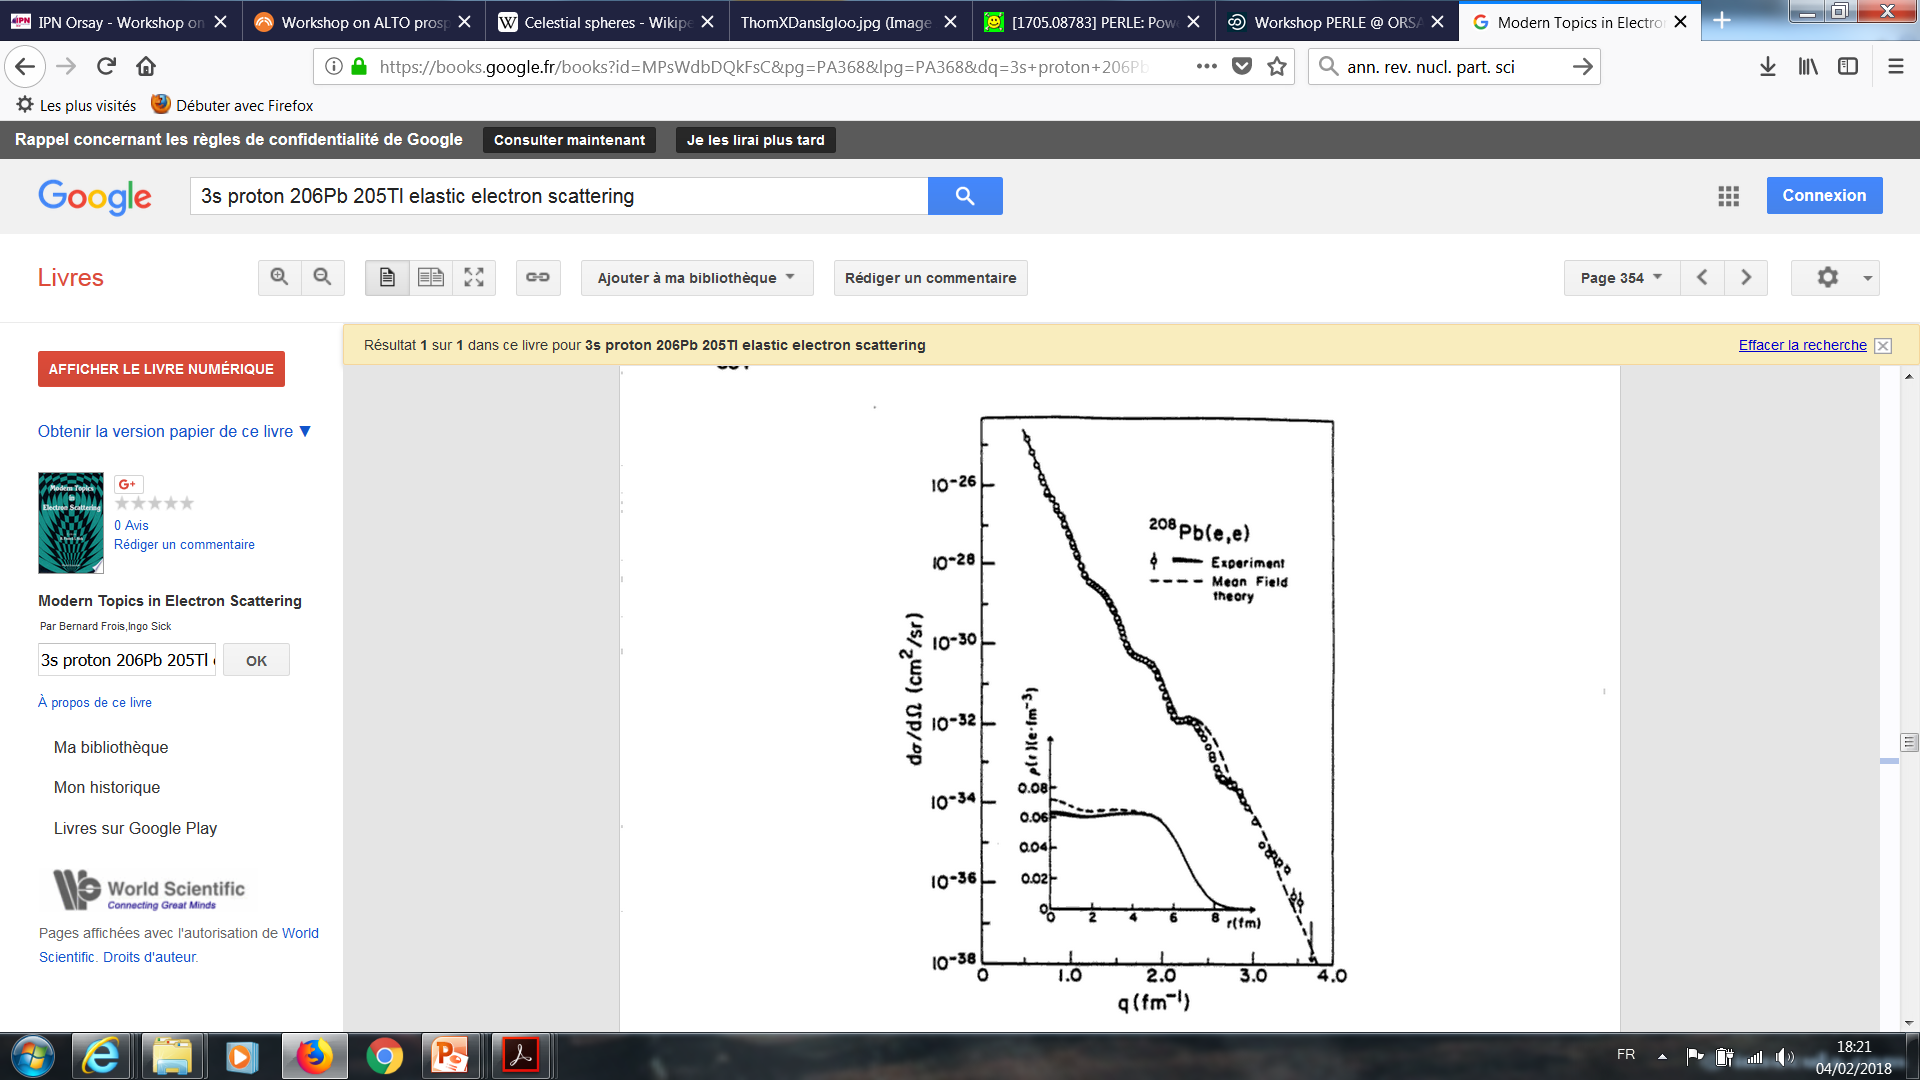 IPN Orsay - Workshop on
Workshop on ALTO prosp
Celestial spheres - Wikipe
ThomXDansIgloo.jpg (Image
[1705.08783] PERLE: Pow
Workshop PERLE @ ORSA
Modern Topics in Electro
https://books.google.fr/books?id=MPsWdbDQkFsC&pg=PA368&lpg=PA368&dq=3s+proton+206Pb
ann. rev. nucl. part. sci
Les plus visités
Débuter avec Firefox
Rappel concernant les règles de confidentialité de Google
Consulter maintenant
Je les lirai plus tard
Google
3s proton 206Pb 205Tl elastic electron scattering
Connexion
Livres
Ajouter à ma bibliothèque
Rédiger un commentaire
Page 354
Résultat 1 sur 1 dans ce livre pour 3s proton 206Pb 205Tl elastic electron scattering
Effacer la recherche
AFFICHER LE LIVRE NUMÉRIQUE
Obtenir la version papier de ce livre ▼
Modern Topics
in
Electron Scattering
G+
0 Avis
Rédiger un commentaire
Modern Topics in Electron Scattering
Par Bernard Frois,Ingo Sick
3s proton 206Pb 205Tl
OK
À propos de ce livre
Ma bibliothèque
Mon historique
Livres sur Google Play
World Scientific
Connecting Great Minds
Pages affichées avec l'autorisation de World
Scientific. Droits d'auteur.
10⁻²⁶
10⁻²⁸
10⁻³⁰
10⁻³²
10⁻³⁴
10⁻³⁶
10⁻³⁸
dσ/dΩ (cm²/sr)
²⁰⁸Pb(e,e)
Experiment
Mean Field
theory
ρ(r)(e·fm⁻³)
0.08
0.06
0.04
0.02
0
0 2 4 6 8 r(fm)
0 1.0 2.0 3.0 4.0
q (fm⁻¹)
FR
18:21
04/02/2018